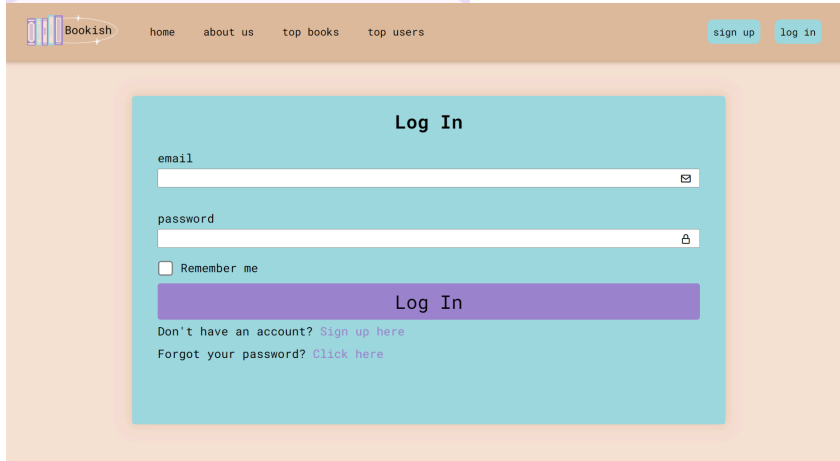 Bookish
home about us top books top users
sign up log in
Log In
email
password
Remember me
Log In
Don't have an account? Sign up here
Forgot your password? Click here